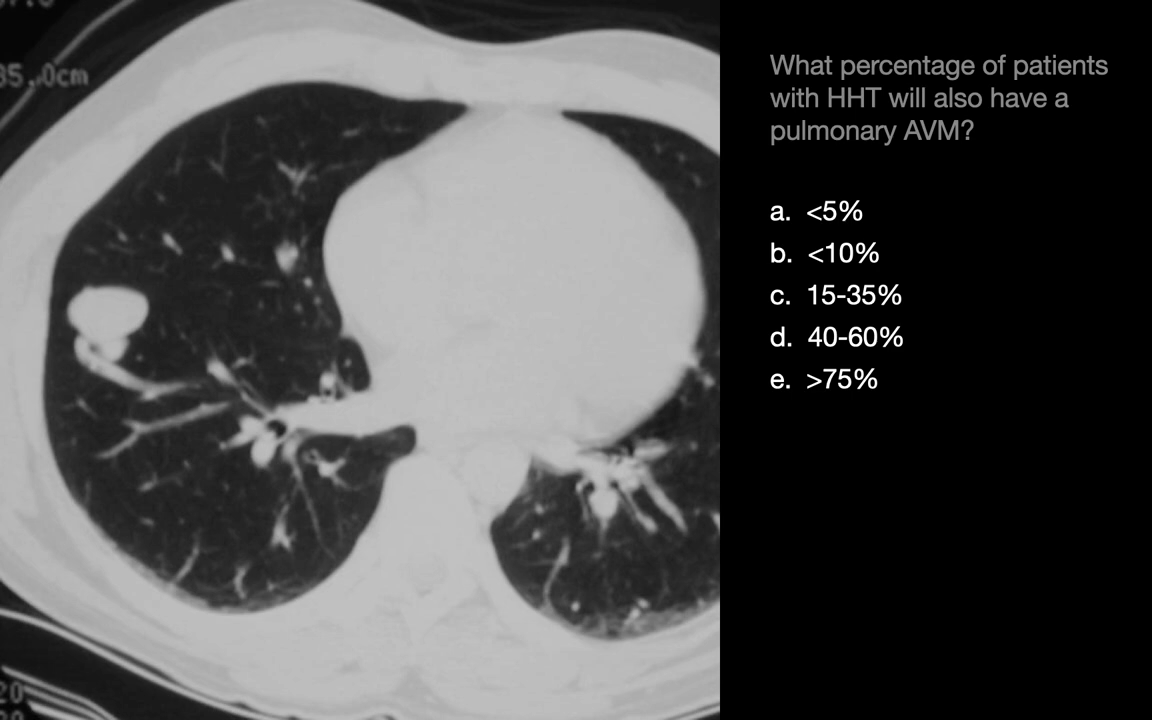 35.0cm
What percentage of patients
with HHT will also have a
pulmonary AVM?
a. <5%
b. <10%
c. 15-35%
d. 40-60%
e. >75%
20